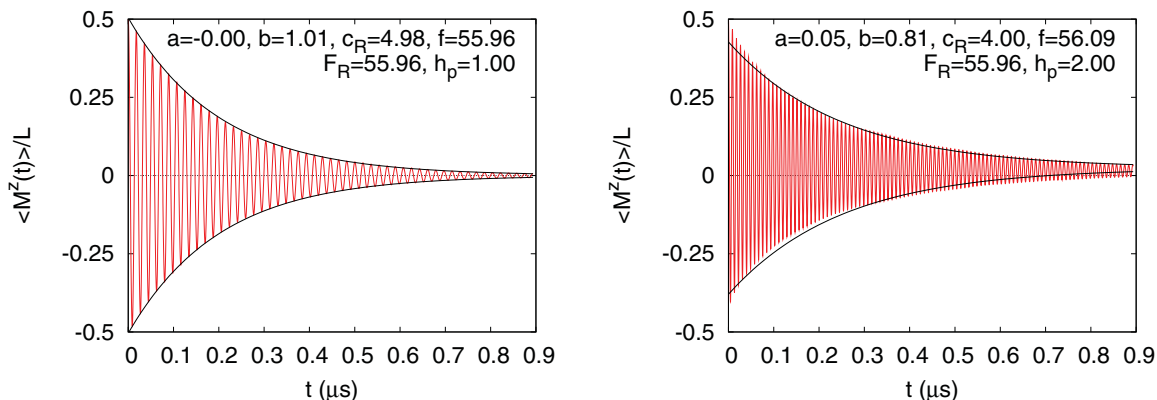 a=-0.00, b=1.01, c_R=4.98, f=55.96
F_R=55.96, h_p=1.00
0.5
0.25
0
-0.25
-0.5
<M^z(t)>/L
0 0.1 0.2 0.3 0.4 0.5 0.6 0.7 0.8 0.9
t (μs)
a=0.05, b=0.81, c_R=4.00, f=56.09
F_R=55.96, h_p=2.00
0.5
0.25
0
-0.25
-0.5
<M^z(t)>/L
0 0.1 0.2 0.3 0.4 0.5 0.6 0.7 0.8 0.9
t (μs)